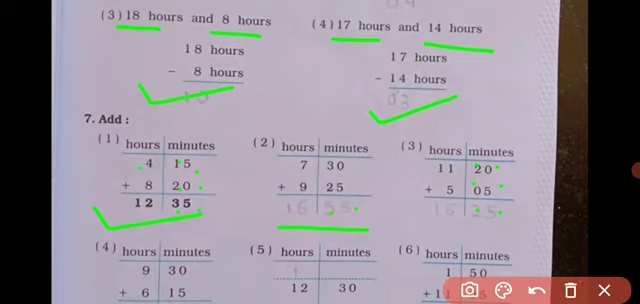 (3) 18 hours and 8 hours
(4) 17 hours and 14 hours
18 hours
17 hours
- 8 hours
- 14 hours
10
03
7. Add :
(1) hours minutes
(2) hours minutes
(3) hours minutes
4 15
7 30
11 20
+ 8 20
+ 9 25
+ 5 05
12 35
16 55
16 25
(4) hours minutes
(5) hours minutes
(6) hours minutes
9 30
1
1 50
+ 6 15
12 30